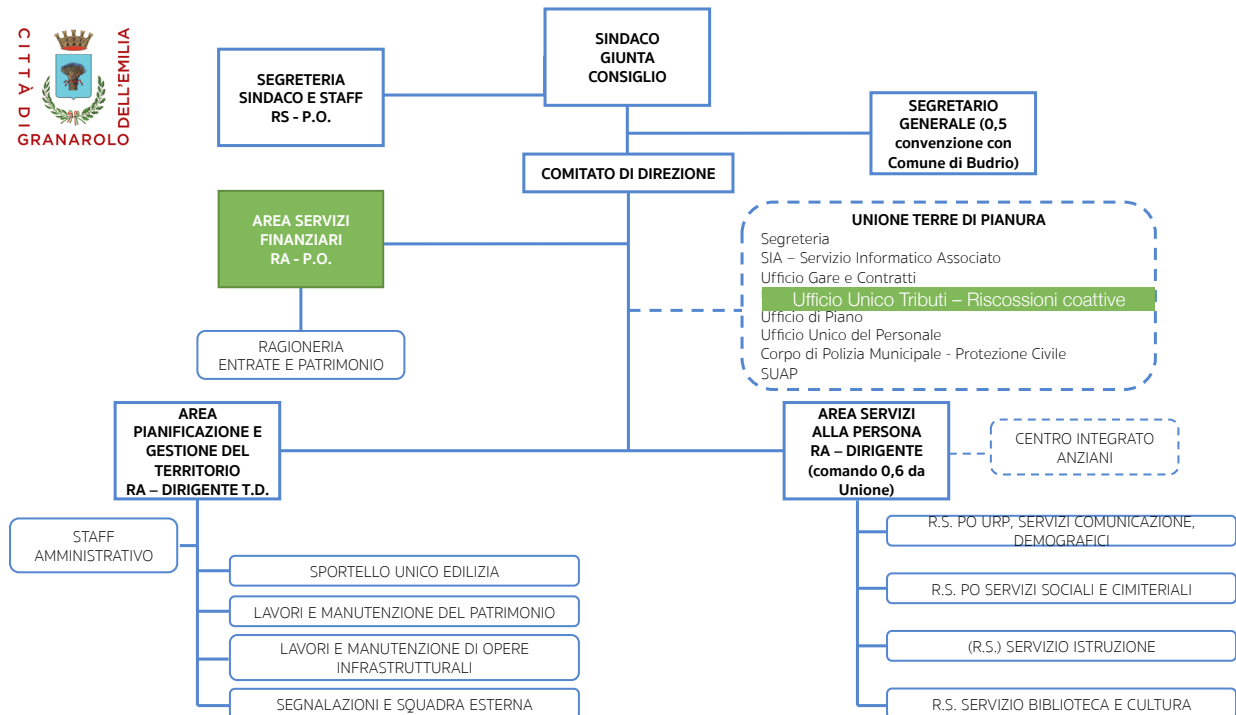 CITTÀ DI
GRANAROLO
DELL'EMILIA
SINDACO
GIUNTA
CONSIGLIO
SEGRETERIA
SINDACO E STAFF
RS - P.O.
SEGRETARIO
GENERALE (0,5
convenzione con
Comune di Budrio)
COMITATO DI DIREZIONE
AREA SERVIZI
FINANZIARI
RA - P.O.
RAGIONERIA
ENTRATE E PATRIMONIO
UNIONE TERRE DI PIANURA
Segreteria
SIA – Servizio Informatico Associato
Ufficio Gare e Contratti
Ufficio Unico Tributi – Riscossioni coattive
Ufficio di Piano
Ufficio Unico del Personale
Corpo di Polizia Municipale - Protezione Civile
SUAP
AREA
PIANIFICAZIONE E
GESTIONE DEL
TERRITORIO
RA – DIRIGENTE T.D.
AREA SERVIZI
ALLA PERSONA
RA – DIRIGENTE
(comando 0,6 da
Unione)
CENTRO INTEGRATO
ANZIANI
STAFF
AMMINISTRATIVO
SPORTELLO UNICO EDILIZIA
LAVORI E MANUTENZIONE DEL PATRIMONIO
LAVORI E MANUTENZIONE DI OPERE
INFRASTRUTTURALI
SEGNALAZIONI E SQUADRA ESTERNA
R.S. PO URP, SERVIZI COMUNICAZIONE,
DEMOGRAFICI
R.S. PO SERVIZI SOCIALI E CIMITERIALI
(R.S.) SERVIZIO ISTRUZIONE
R.S. SERVIZIO BIBLIOTECA E CULTURA